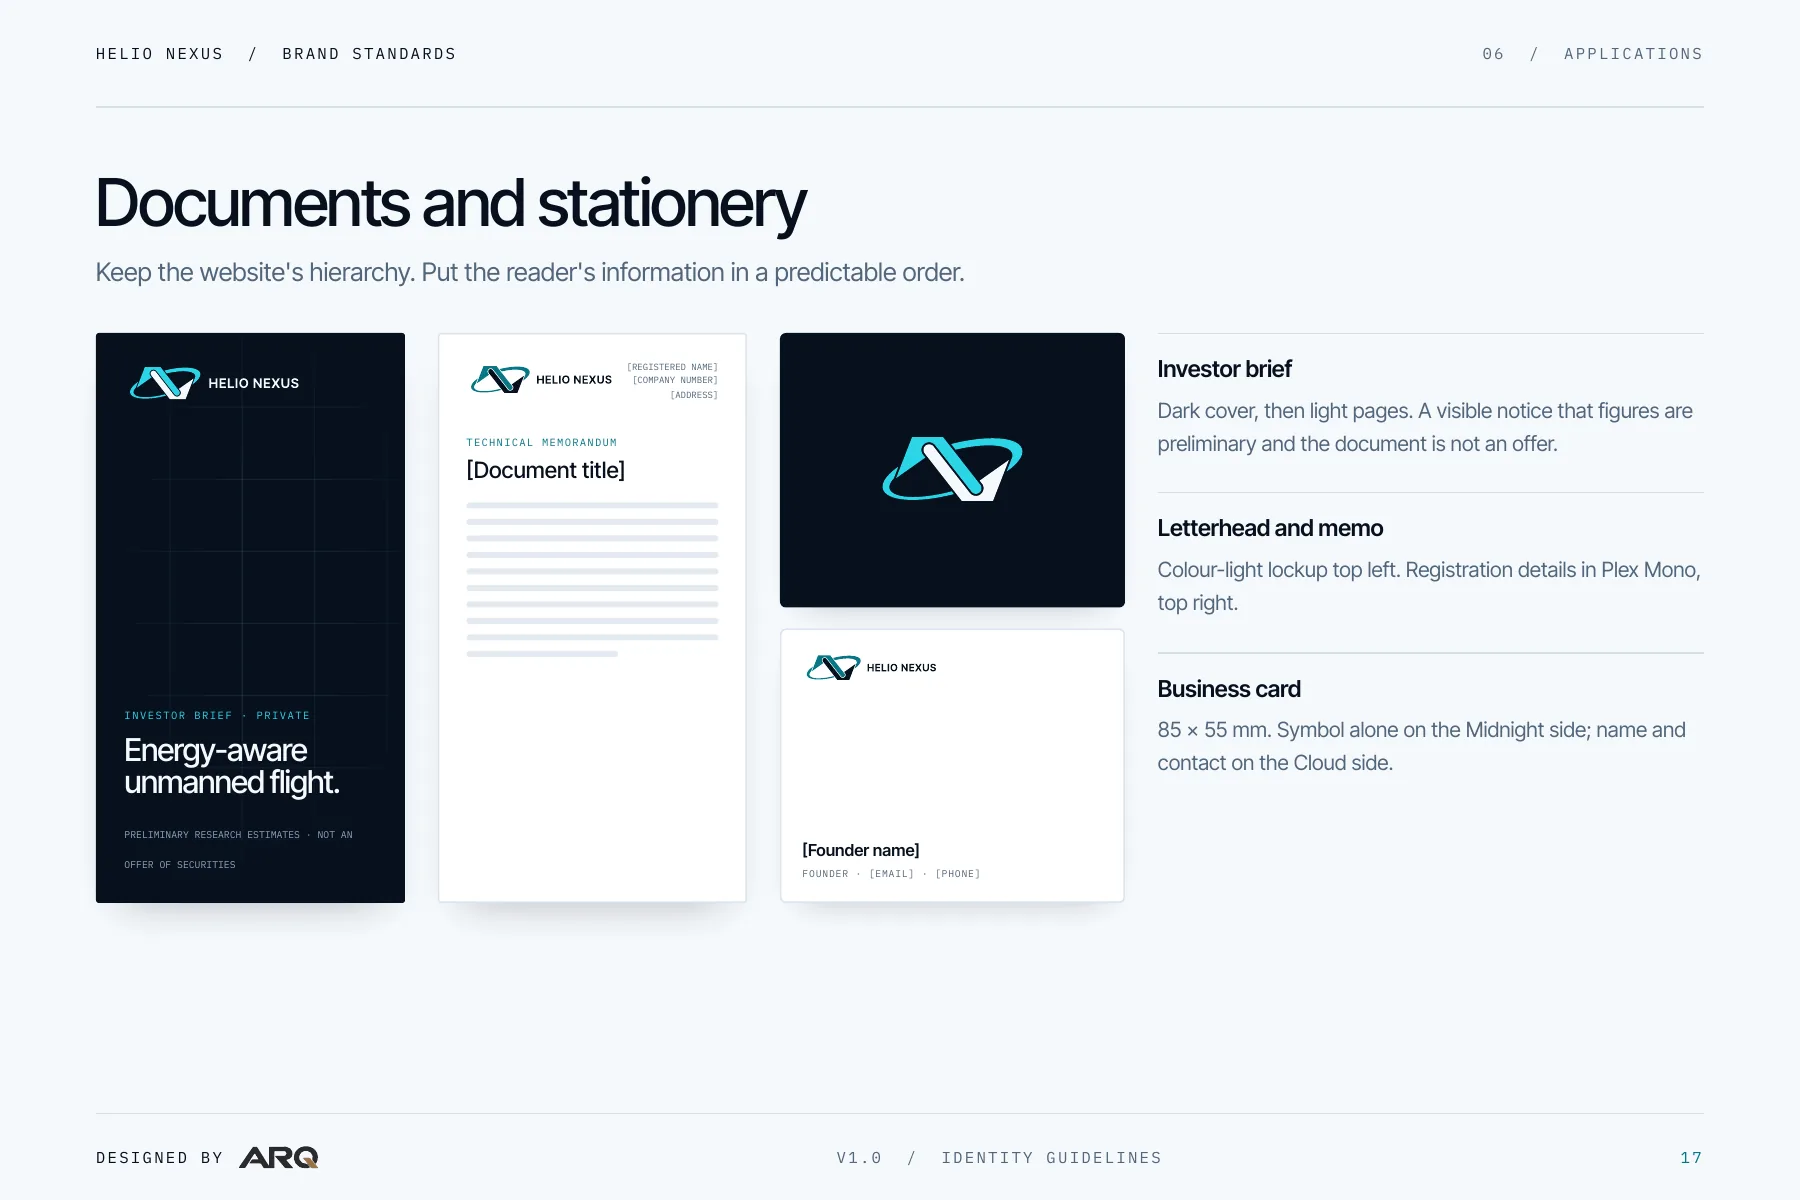 HELIO NEXUS / BRAND STANDARDS
06 / APPLICATIONS
Documents and stationery
Keep the website's hierarchy. Put the reader's information in a predictable order.
HELIO NEXUS
INVESTOR BRIEF · PRIVATE
Energy-aware
unmanned flight.
PRELIMINARY RESEARCH ESTIMATES · NOT AN
OFFER OF SECURITIES
HELIO NEXUS
[REGISTERED NAME]
[COMPANY NUMBER]
[ADDRESS]
TECHNICAL MEMORANDUM
[Document title]
HELIO NEXUS
[Founder name]
FOUNDER · [EMAIL] · [PHONE]
Investor brief
Dark cover, then light pages. A visible notice that figures are
preliminary and the document is not an offer.
Letterhead and memo
Colour-light lockup top left. Registration details in Plex Mono,
top right.
Business card
85 × 55 mm. Symbol alone on the Midnight side; name and
contact on the Cloud side.
DESIGNED BY ARQ
V1.0 / IDENTITY GUIDELINES
17